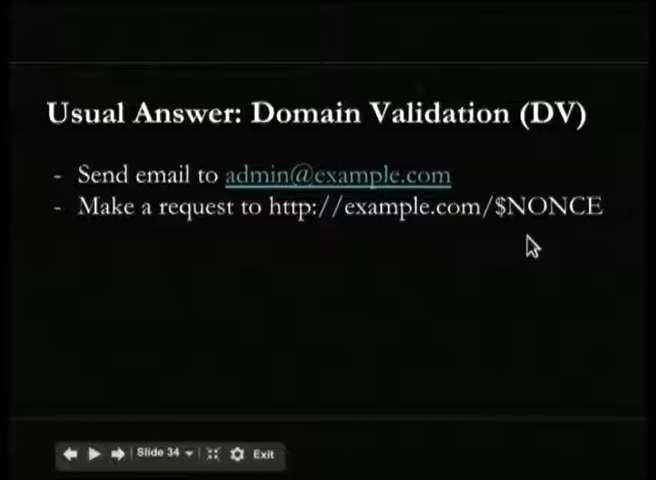 Usual Answer: Domain Validation (DV)
- Send email to admin@example.com
- Make a request to http://example.com/$NONCE
Slide 34
Exit